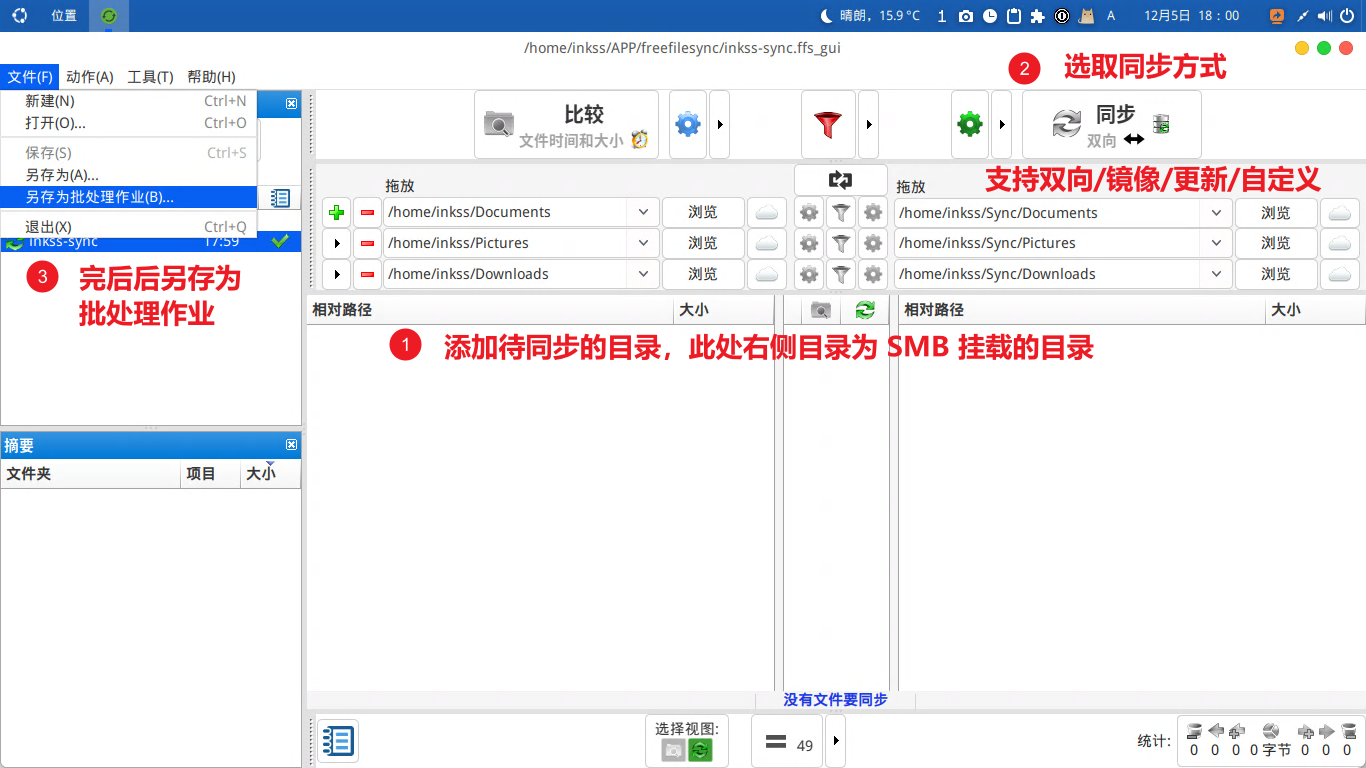 位置
晴朗，15.9 °C
1
A
12月5日 18：00
/home/inkss/APP/freefilesync/inkss-sync.ffs_gui
文件(F) 动作(A) 工具(T) 帮助(H)
2 选取同步方式
新建(N) Ctrl+N
打开(O)... Ctrl+O
保存(S) Ctrl+S
另存为(A)...
另存为批处理作业(B)...
退出(X) Ctrl+Q
inkss-sync 17:59
比较
文件时间和大小
同步
双向
支持双向/镜像/更新/自定义
拖放 拖放
/home/inkss/Documents 浏览 /home/inkss/Sync/Documents 浏览
/home/inkss/Pictures 浏览 /home/inkss/Sync/Pictures 浏览
/home/inkss/Downloads 浏览 /home/inkss/Sync/Downloads 浏览
3 完后后另存为
批处理作业
相对路径 大小 相对路径 大小
1 添加待同步的目录，此处右侧目录为 SMB 挂载的目录
摘要
文件夹 项目 大小
没有文件要同步
选择视图:
49
统计:
0 0 0 0 字节 0 0 0